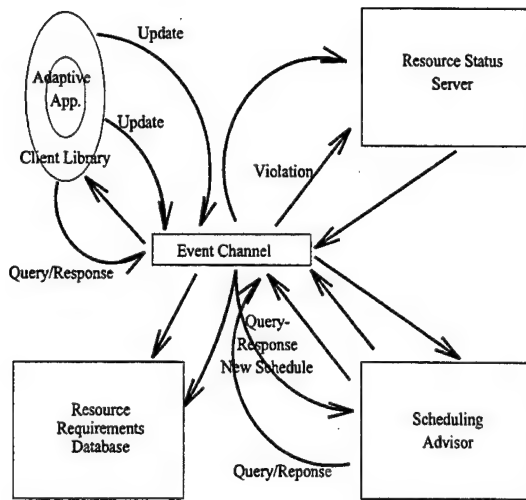 Update
Adaptive
App.
Update
Client Library
Resource Status
Server
Violation
Event Channel
Query/Response
Query-
Response
New Schedule
Resource
Requirements
Database
Scheduling
Advisor
Query/Reponse